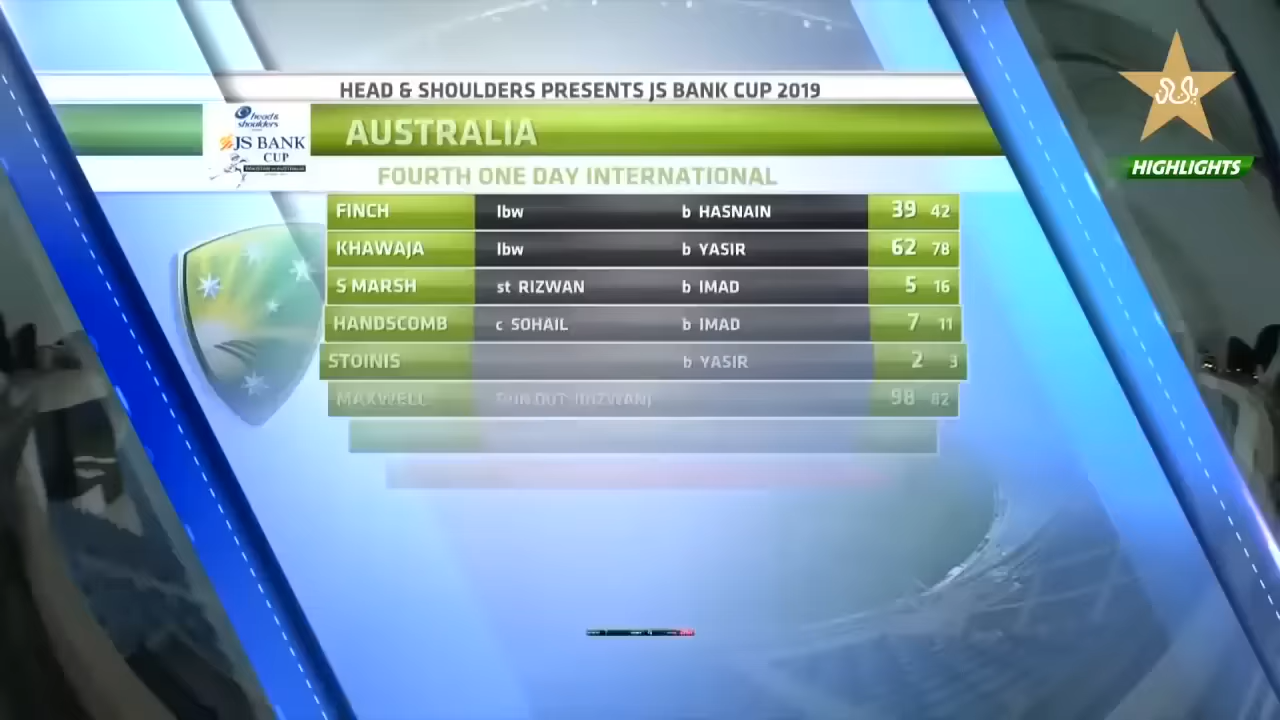 HEAD & SHOULDERS PRESENTS JS BANK CUP 2019
head& shoulders
JS BANK
CUP
AUSTRALIA
HIGHLIGHTS
FOURTH ONE DAY INTERNATIONAL
FINCH lbw b HASNAIN 39 42
KHAWAJA lbw b YASIR 62 78
S MARSH st RIZWAN b IMAD 5 16
HANDSCOMB c SOHAIL b IMAD 7 11
STOINIS b YASIR 2 3
MAXWELL RUN OUT (RIZWAN) 98 82